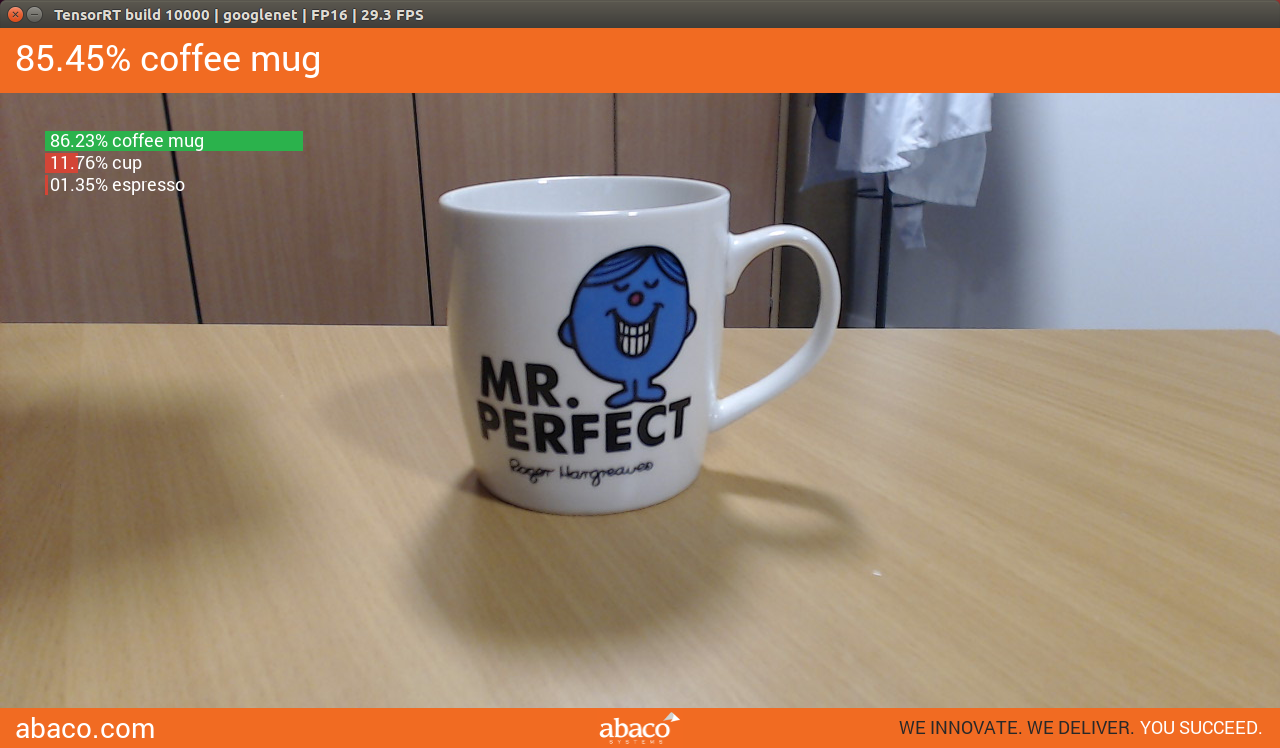 TensorRT build 10000 | googlenet | FP16 | 29.3 FPS
85.45% coffee mug
86.23% coffee mug
11.76% cup
01.35% espresso
MR.
PERFECT
Roger Hargreaves
abaco.com
abaco
SYSTEMS
WE INNOVATE. WE DELIVER. YOU SUCCEED.